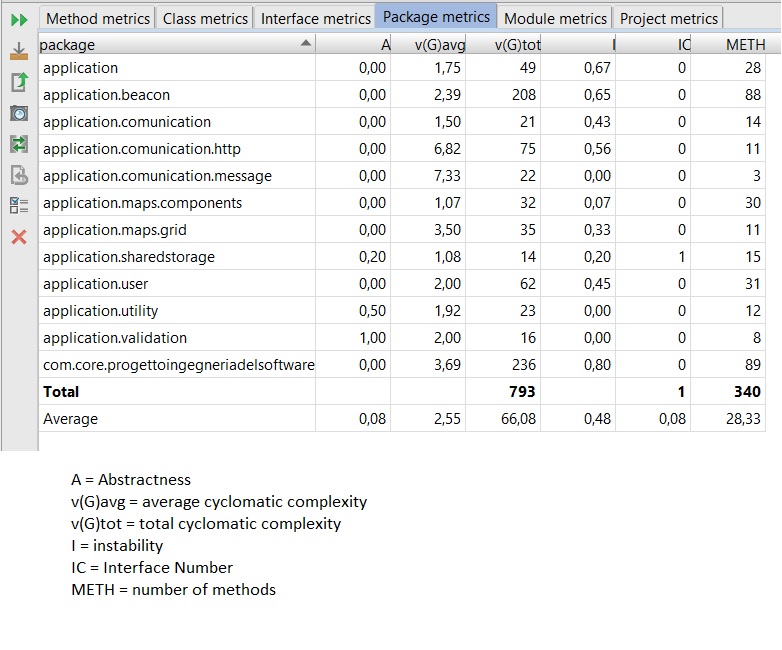 Method metrics Class metrics Interface metrics Package metrics Module metrics Project metrics
package A v(G)avg v(G)tot I IC METH
application 0,00 1,75 49 0,67 0 28
application.beacon 0,00 2,39 208 0,65 0 88
application.comunication 0,00 1,50 21 0,43 0 14
application.comunication.http 0,00 6,82 75 0,56 0 11
application.comunication.message 0,00 7,33 22 0,00 0 3
application.maps.components 0,00 1,07 32 0,07 0 30
application.maps.grid 0,00 3,50 35 0,33 0 11
application.sharedstorage 0,20 1,08 14 0,20 1 15
application.user 0,00 2,00 62 0,45 0 31
application.utility 0,50 1,92 23 0,00 0 12
application.validation 1,00 2,00 16 0,00 0 8
com.core.progettoingegneriadelsoftware 0,00 3,69 236 0,80 0 89
Total 793 1 340
Average 0,08 2,55 66,08 0,48 0,08 28,33
A = Abstractness
v(G)avg = average cyclomatic complexity
v(G)tot = total cyclomatic complexity
I = instability
IC = Interface Number
METH = number of methods